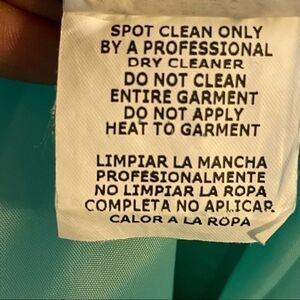 SPOT CLEAN ONLY
BY A PROFESSIONAL
DRY CLEANER
DO NOT CLEAN
ENTIRE GARMENT
DO NOT APPLY
HEAT TO GARMENT
LIMPIAR LA MANCHA
PROFESIONALMENTE
NO LIMPIAR LA ROPA
COMPLETA NO APLICAR
CALOR A LA ROPA